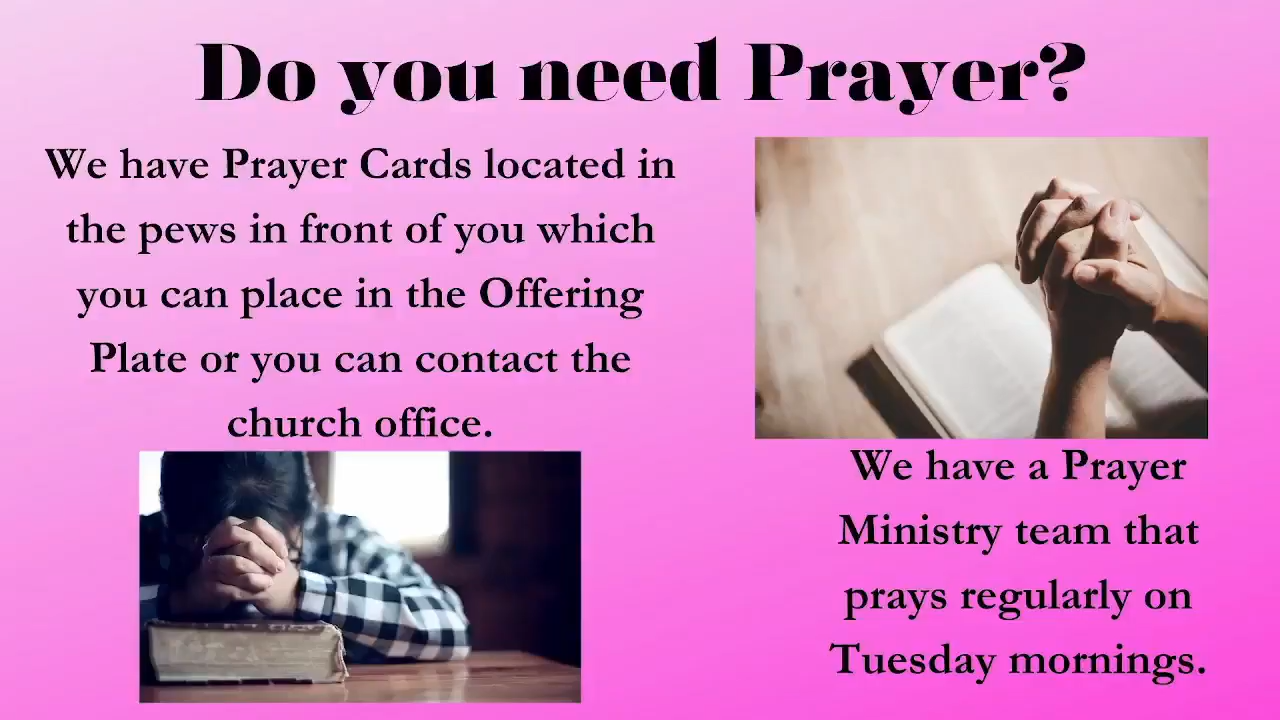 Do you need Prayer?
We have Prayer Cards located in
the pews in front of you which
you can place in the Offering
Plate or you can contact the
church office.
We have a Prayer
Ministry team that
prays regularly on
Tuesday mornings.